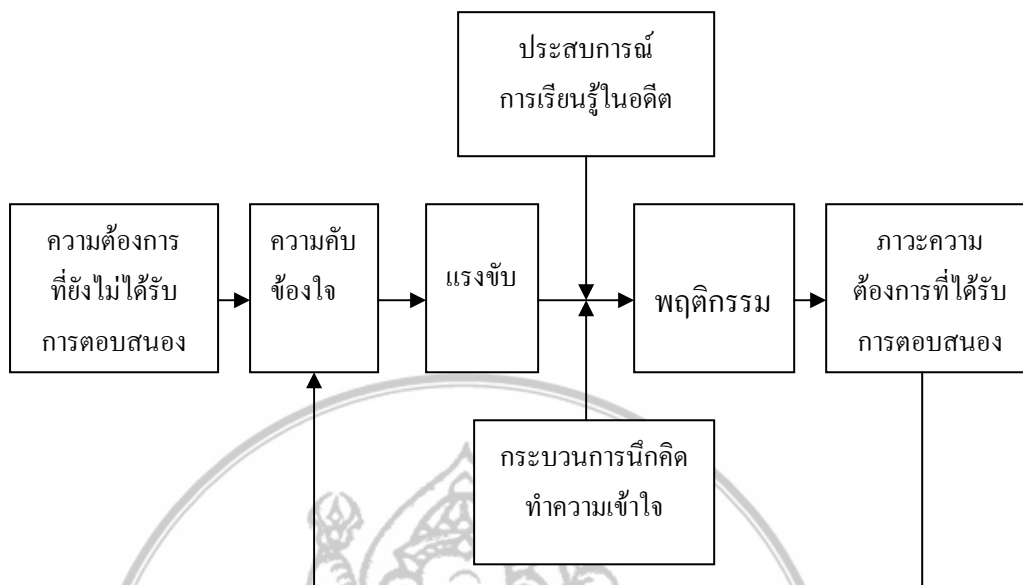 ประสบการณ์
การเรียนรู้ในอดีต
ความต้องการ
ที่ยังไม่ได้รับ
การตอบสนอง
ความคับ
ข้องใจ
แรงขับ
พฤติกรรม
ภาวะความ
ต้องการที่ได้รับ
การตอบสนอง
กระบวนการนึกคิด
ทำความเข้าใจ